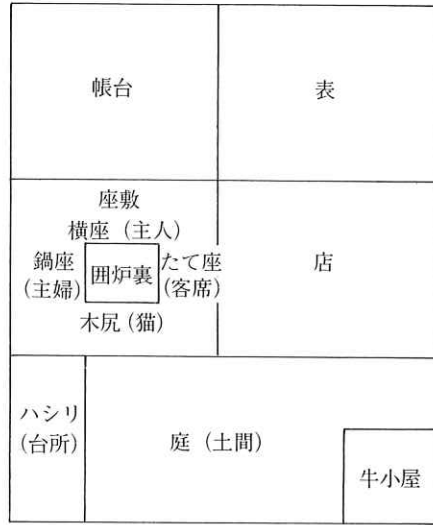 帳台
表
座敷
横座（主人）
鍋座
(主婦)
囲炉裏
たて座
(客席)
木尻（猫）
店
ハシリ
(台所)
庭（土間）
牛小屋